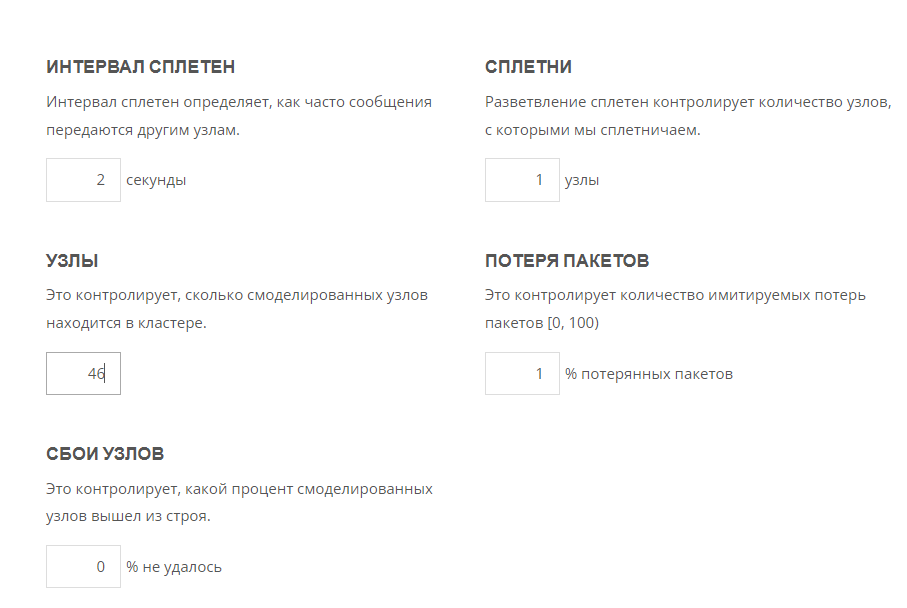 ИНТЕРВАЛ СПЛЕТЕН
Интервал сплетен определяет, как часто сообщения
передаются другим узлам.
2 секунды
СПЛЕТНИ
Разветвление сплетен контролирует количество узлов,
с которыми мы сплетничаем.
1 узлы
УЗЛЫ
Это контролирует, сколько смоделированных узлов
находится в кластере.
46
ПОТЕРЯ ПАКЕТОВ
Это контролирует количество имитируемых потерь
пакетов [0, 100)
1 % потерянных пакетов
СБОИ УЗЛОВ
Это контролирует, какой процент смоделированных
узлов вышел из строя.
0 % не удалось